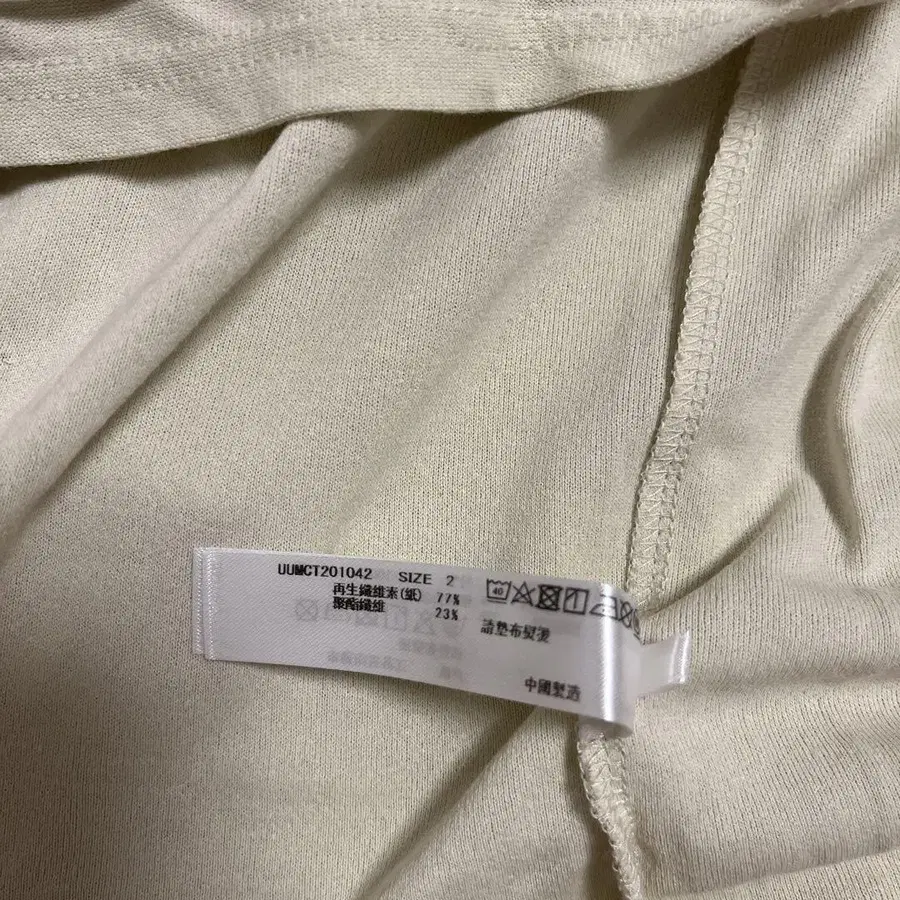 UUMCT201042 SIZE 2
再生纖維素(紙) 77%
聚酯纖維 23%
40
請墊布熨燙
中國製造